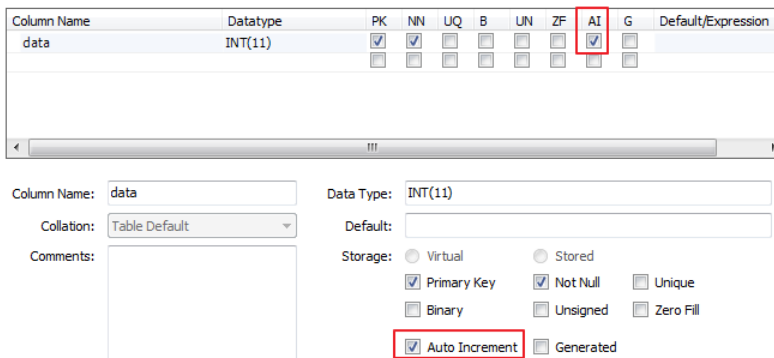 Column Name Datatype PK NN UQ B UN ZF AI G Default/Expression
data INT(11)
Column Name: data Data Type: INT(11)
Collation: Table Default Default:
Comments: Storage: Virtual Stored
Primary Key Not Null Unique
Binary Unsigned Zero Fill
Auto Increment Generated